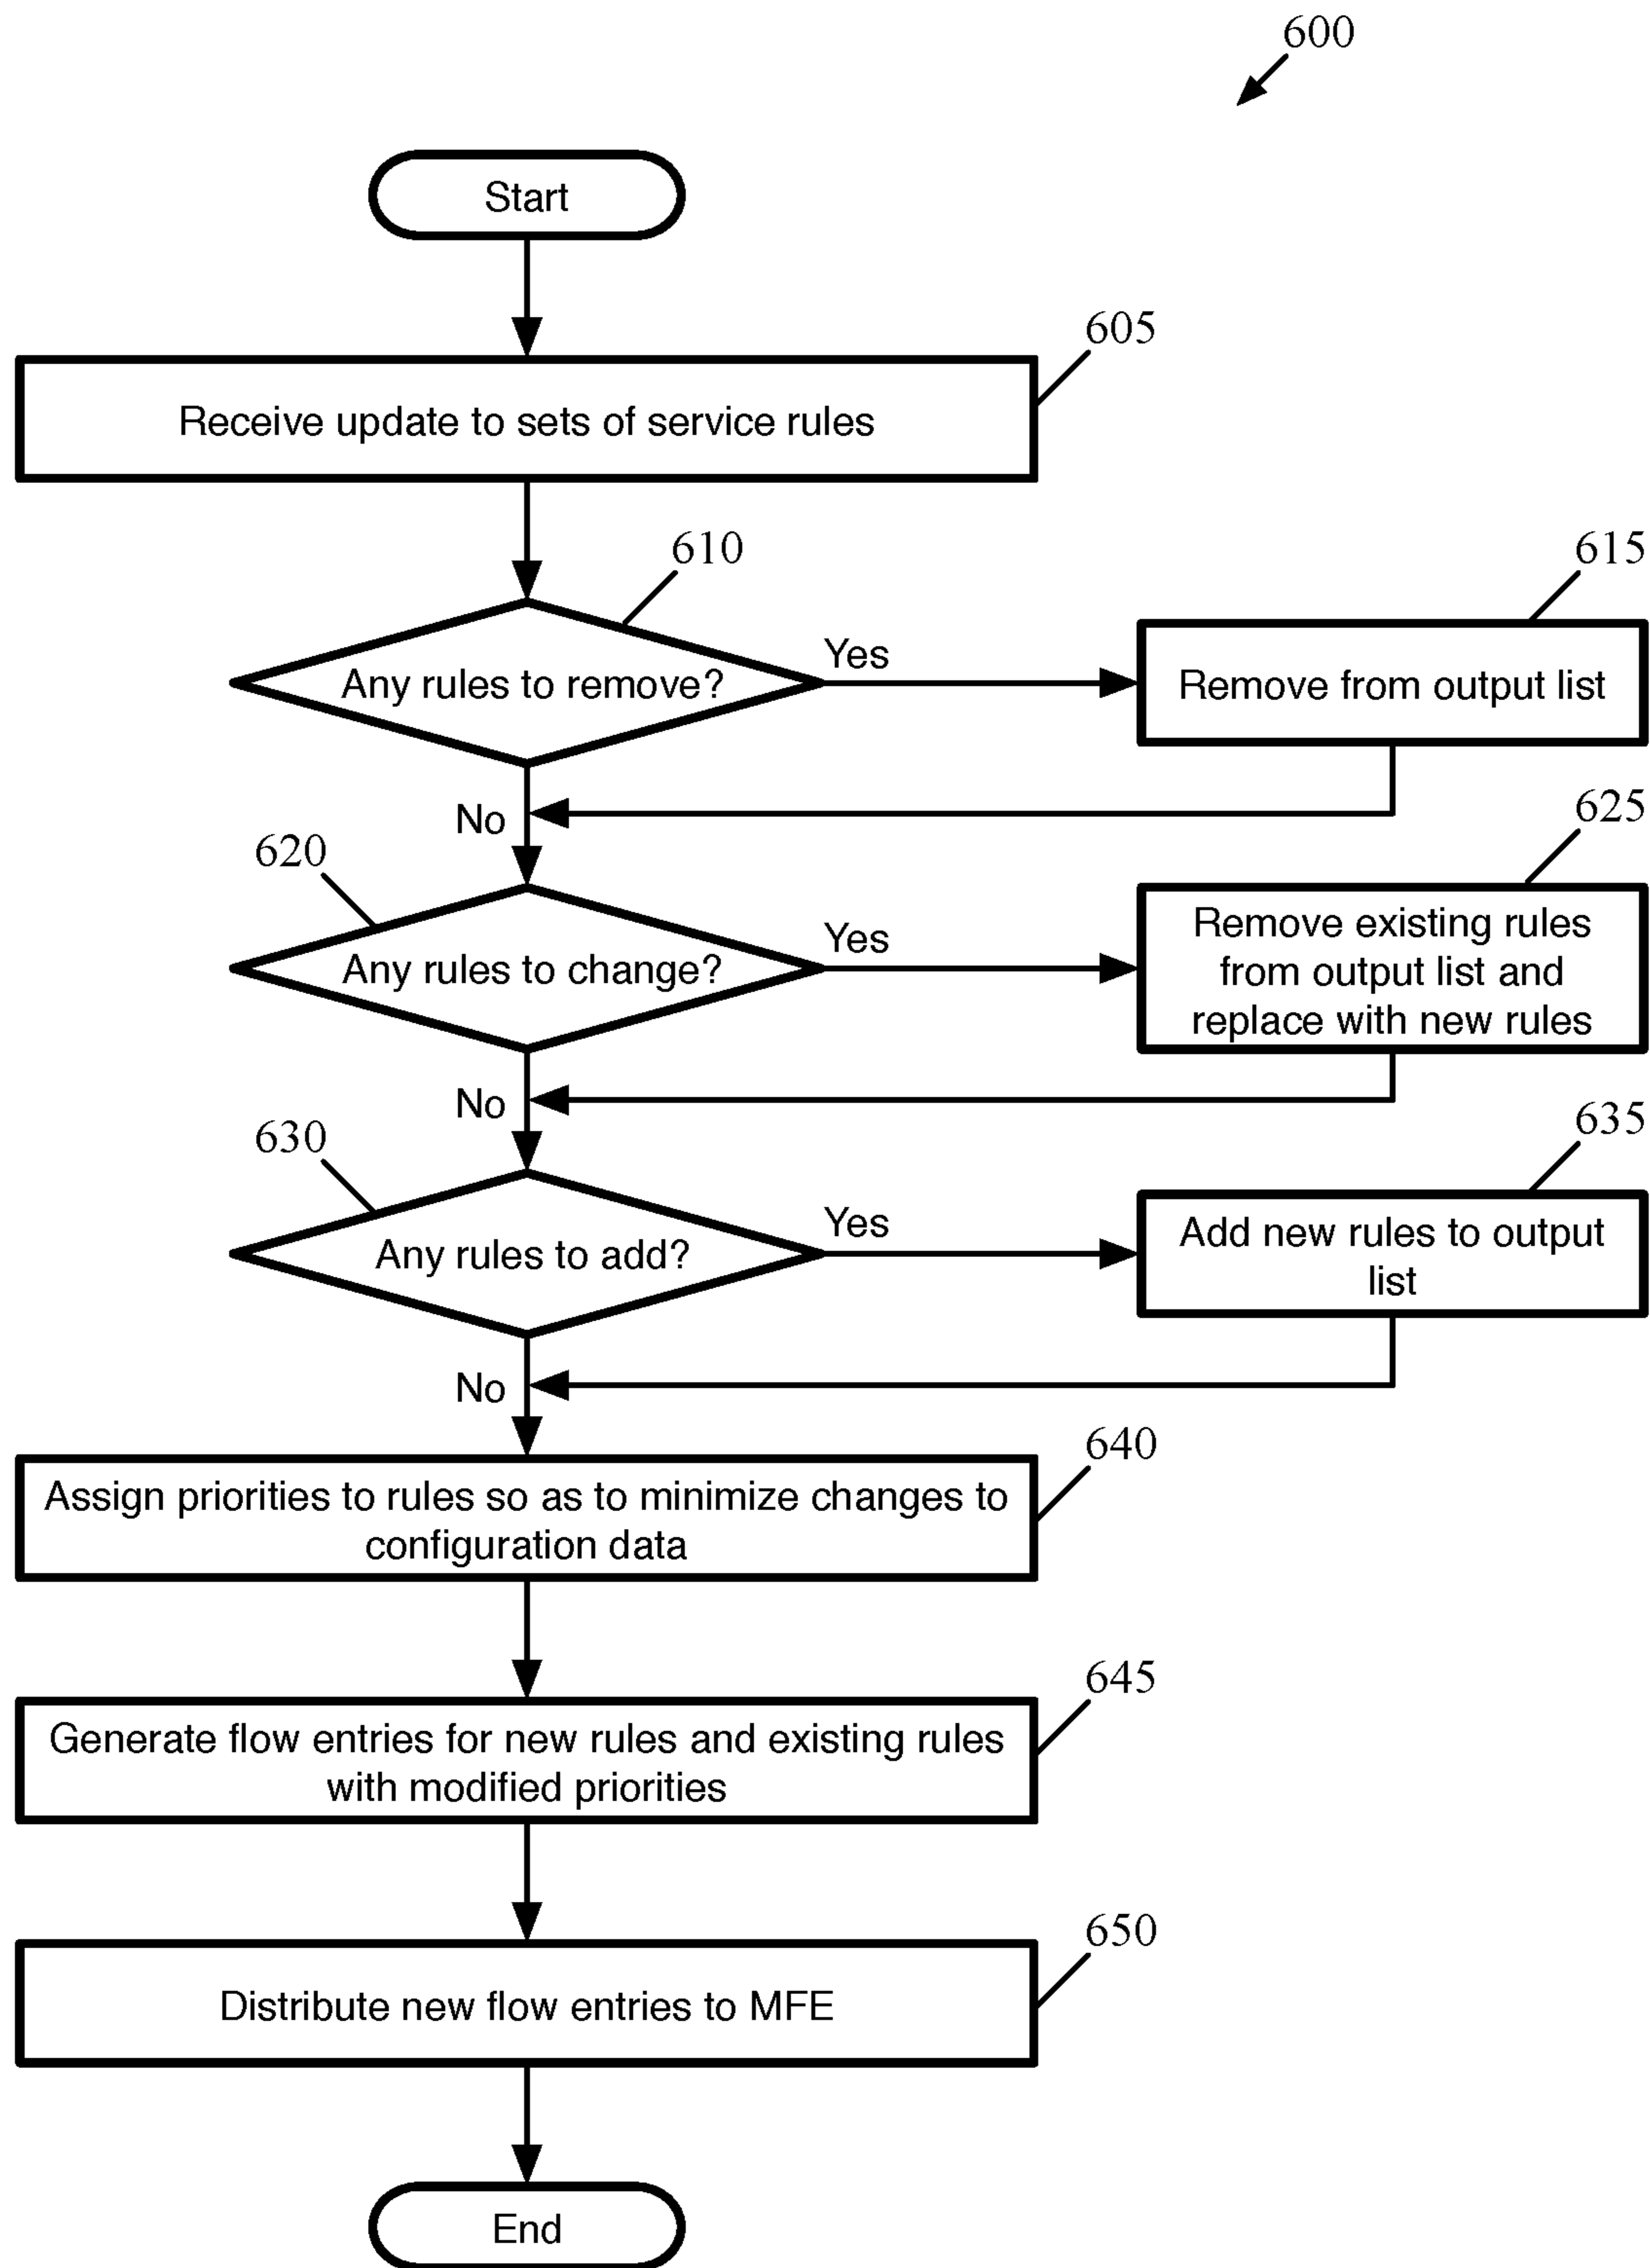 600
Start
605
Receive update to sets of service rules
610
615
Any rules to remove?
Yes
Remove from output list
No
620
625
Any rules to change?
Yes
Remove existing rules
from output list and
replace with new rules
No
630
635
Any rules to add?
Yes
Add new rules to output
list
No
640
Assign priorities to rules so as to minimize changes to
configuration data
645
Generate flow entries for new rules and existing rules
with modified priorities
650
Distribute new flow entries to MFE
End